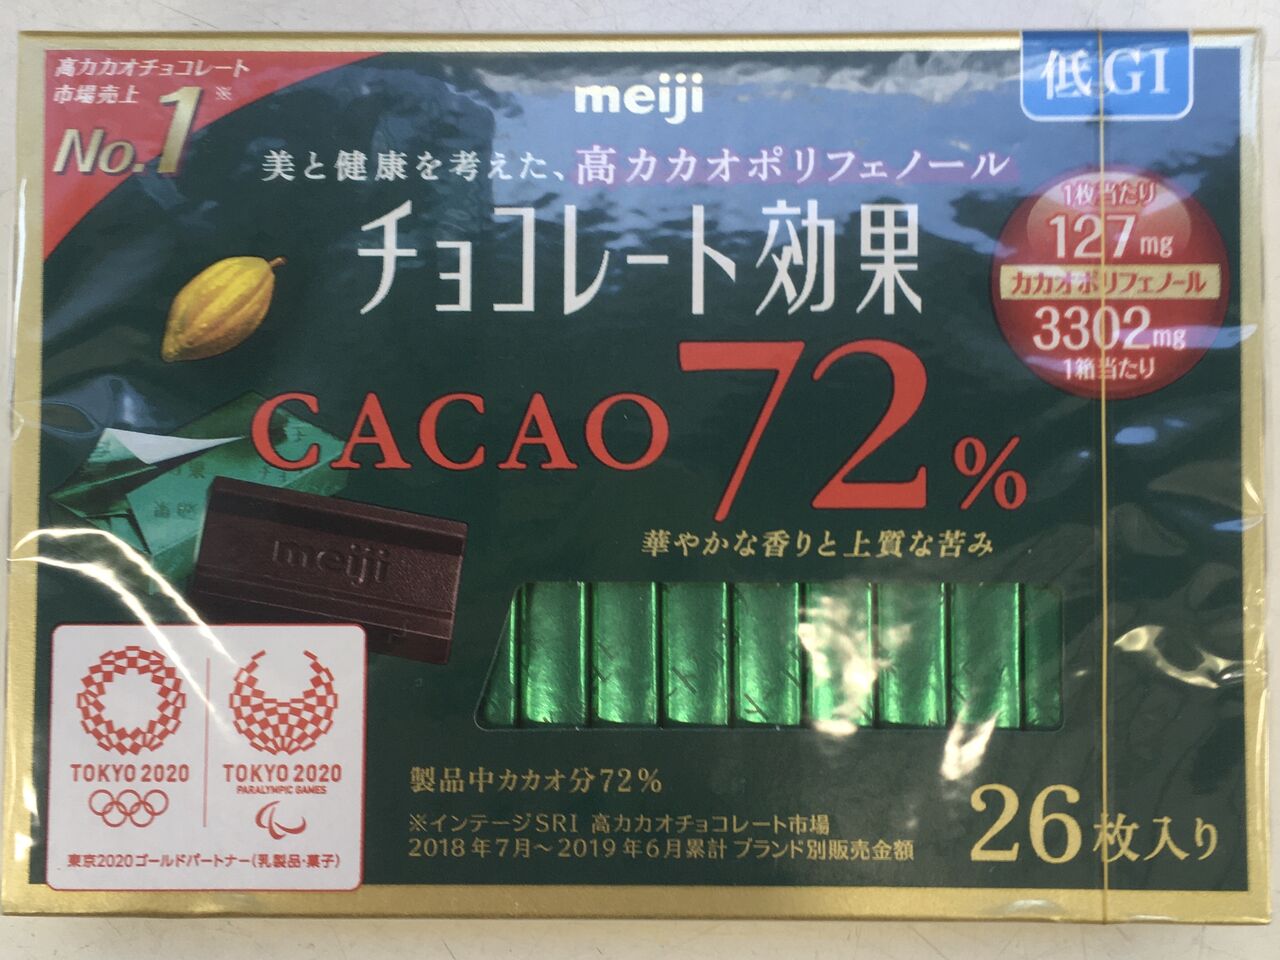 高カカオチョコレート
市場売上
※
No.1
meiji
低GI
美と健康を考えた、高カカオポリフェノール
チョコレート効果
1枚当たり
127mg
カカオポリフェノール
3302mg
1箱当たり
CACAO 72%
華やかな香りと上質な苦み
meiji
TOKYO 2020
TOKYO 2020
PARALYMPIC GAMES
東京2020ゴールドパートナー(乳製品・菓子)
製品中カカオ分72%
※インテージSRI 高カカオチョコレート市場
2018年7月～2019年6月累計 ブランド別販売金額
26枚入り